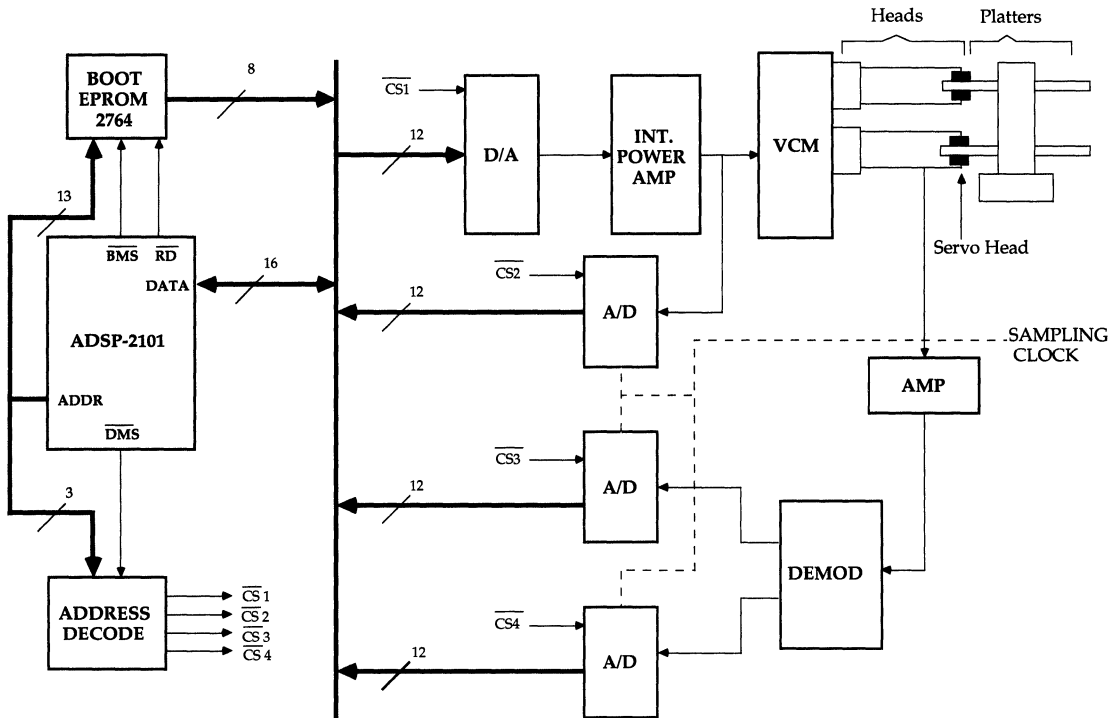 Heads
Platters
BOOT
EPROM
2764
8
CS1
12
D/A
INT.
POWER
AMP
VCM
13
BMS
RD
DATA
16
Servo Head
CS2
12
A/D
ADSP-2101
SAMPLING
CLOCK
ADDR
DMS
AMP
CS3
12
A/D
3
DEMOD
ADDRESS
DECODE
CS 1
CS 2
CS 3
CS 4
CS4
12
A/D